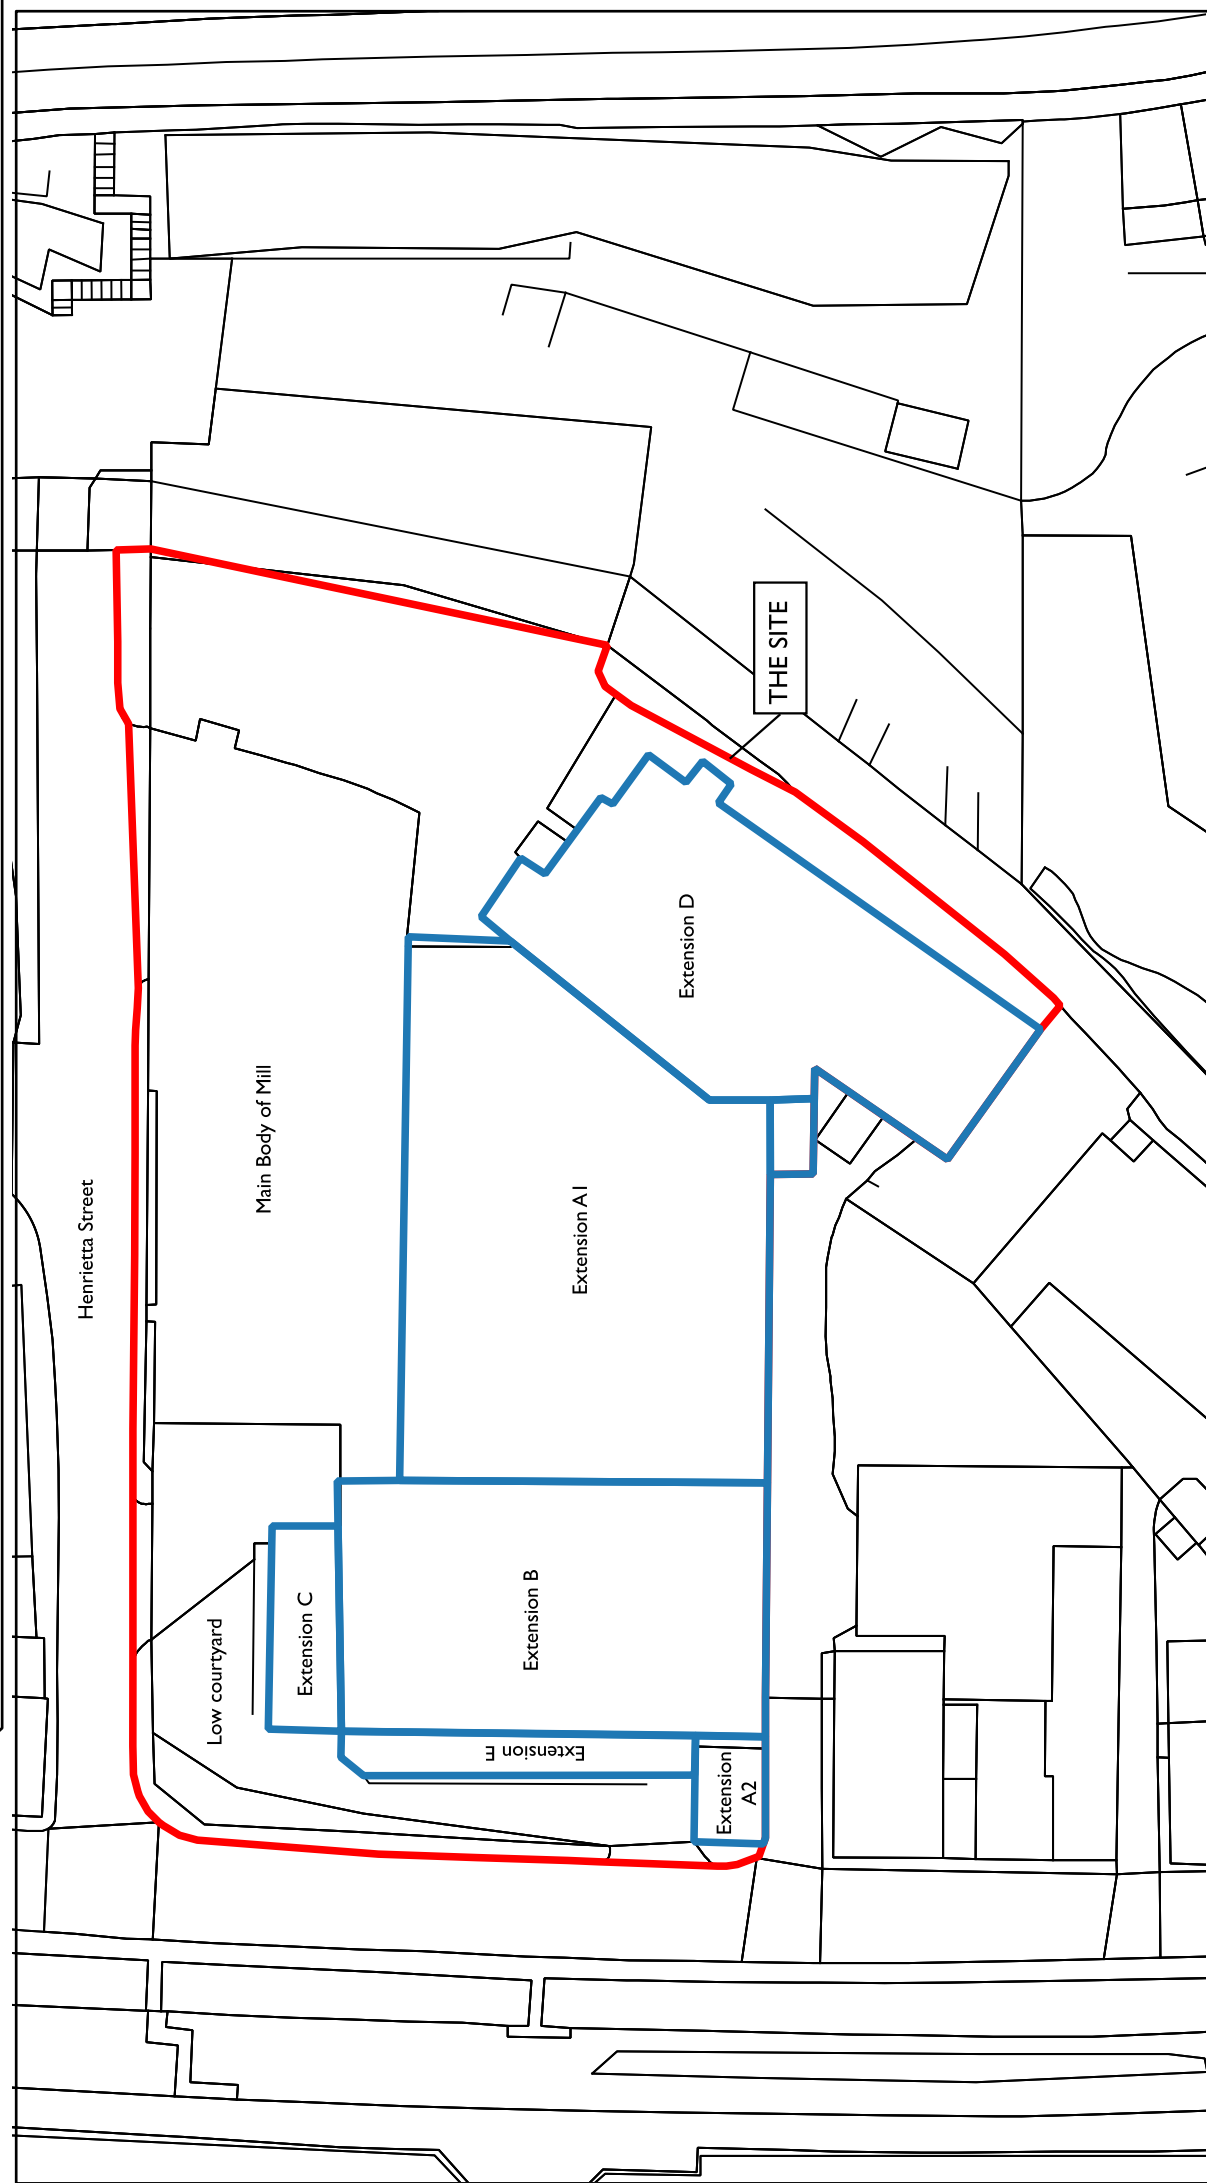 Henrietta Street
Main Body of Mill
THE SITE
Extension D
Extension A1
Extension B
Extension C
Low courtyard
Extension E
Extension
A2